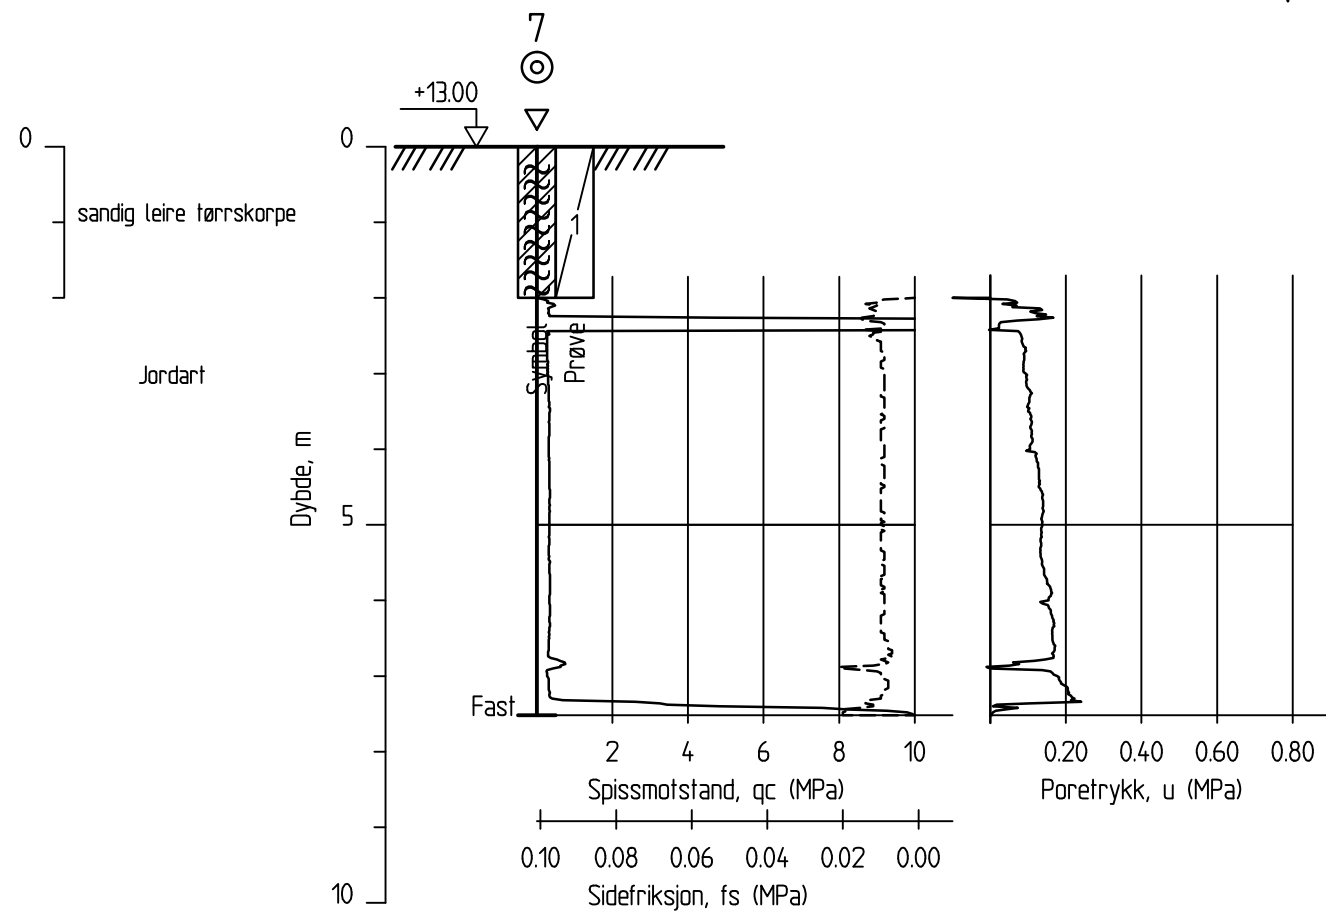 7
+13.00
0
0
sandig leire tørrskorpe
1
Symbol
Prøve
Jordart
Dybde, m
5
Fast
2 4 6 8 10
0.20 0.40 0.60 0.80
Spissmotstand, qc (MPa)
Poretrykk, u (MPa)
0.10 0.08 0.06 0.04 0.02 0.00
Sidefriksjon, fs (MPa)
10